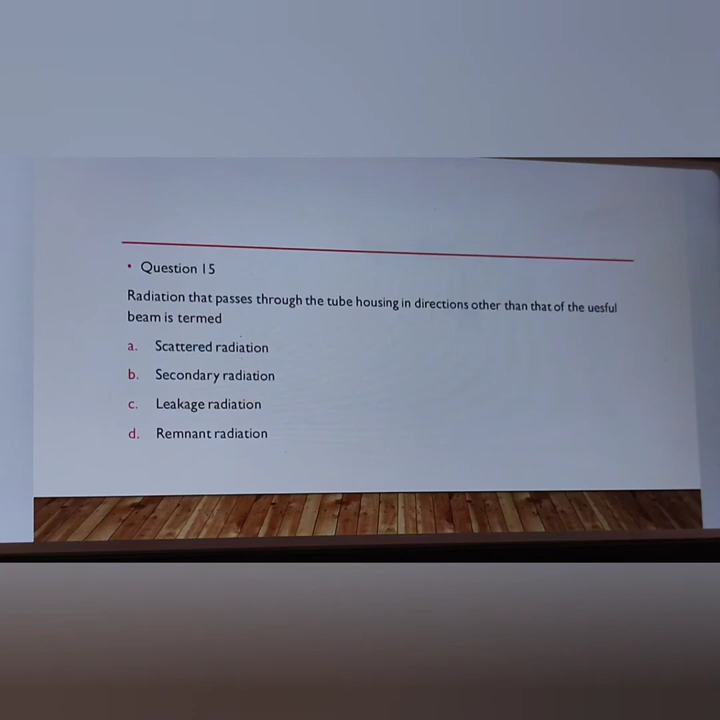 • Question 15
Radiation that passes through the tube housing in directions other than that of the uesful
beam is termed
a. Scattered radiation
b. Secondary radiation
c. Leakage radiation
d. Remnant radiation